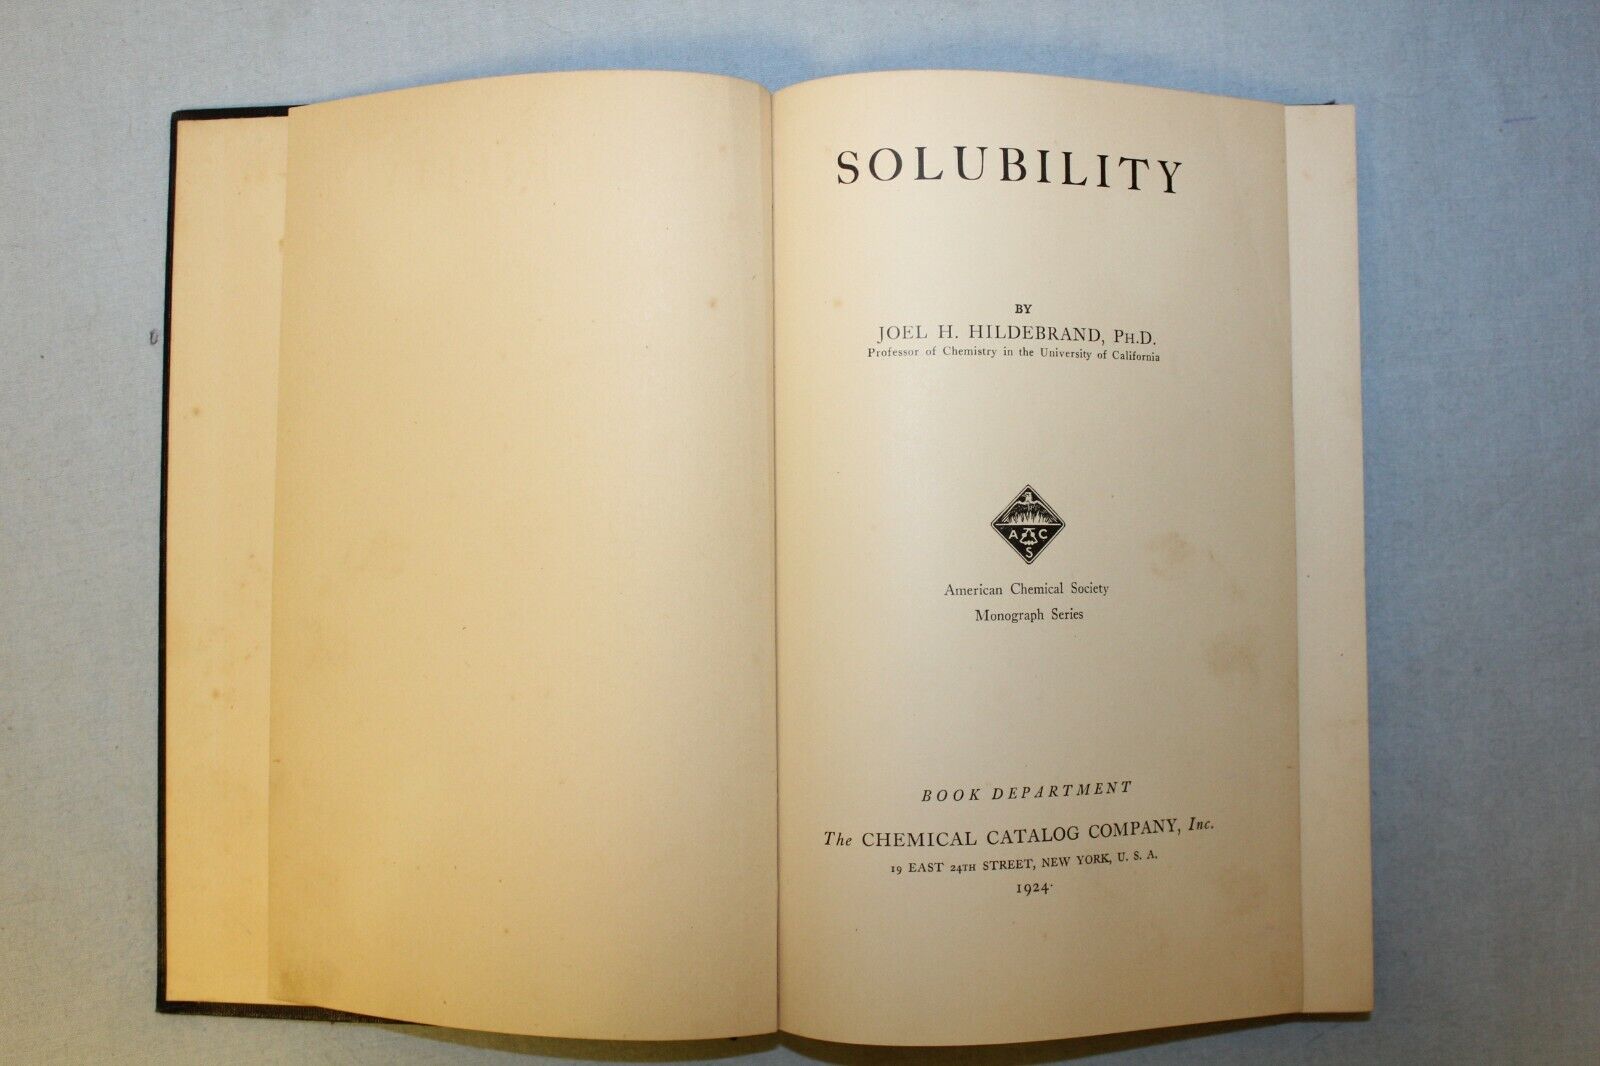 SOLUBILITY
BY
JOEL H. HILDEBRAND, PH.D.
Professor of Chemistry in the University of California
A C
S
American Chemical Society
Monograph Series
BOOK DEPARTMENT
The CHEMICAL CATALOG COMPANY, Inc.
19 EAST 24TH STREET, NEW YORK, U. S. A.
1924